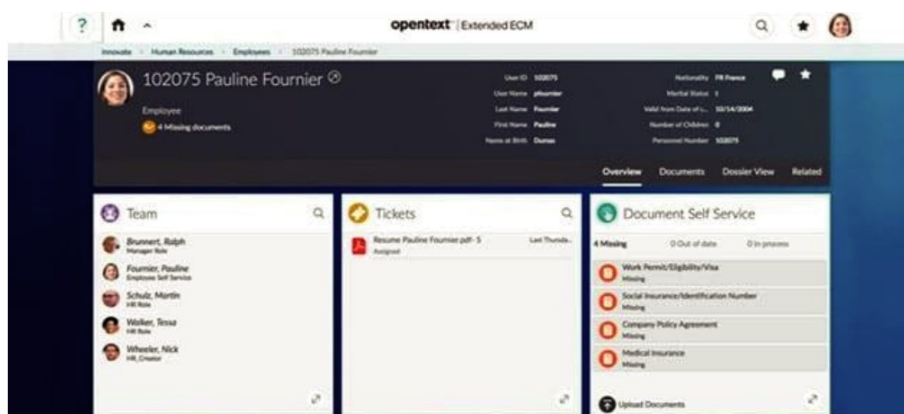 ?
opentext™ | Extended ECM
Innovate > Human Resources > Employees > 102075 Pauline Fournier
102075 Pauline Fournier
Employee
4 Missing documents
User ID 102075
User Name pfournier
Last Name Fournier
First Name Pauline
Name at Birth Dumas
Nationality FR France
Marital Status 1
Valid from Date of c... 10/14/2004
Number of Children 0
Personnel Number 102075
Overview Documents Dossier View Related
Team
Brunnert, Ralph
Manager Role
Fournier, Pauline
Employee Self Service
Schulz, Martin
HR Role
Walker, Tessa
HR Role
Wheeler, Nick
HR_Creator
Tickets
Resume Pauline Fournier.pdf- 5 Last Thursda...
Assigned
Document Self Service
4 Missing 0 Out of date 0 In process
Work Permit/Eligibility/Visa
Missing
Social Insurance/Identification Number
Missing
Company Policy Agreement
Missing
Medical Insurance
Missing
Upload Documents